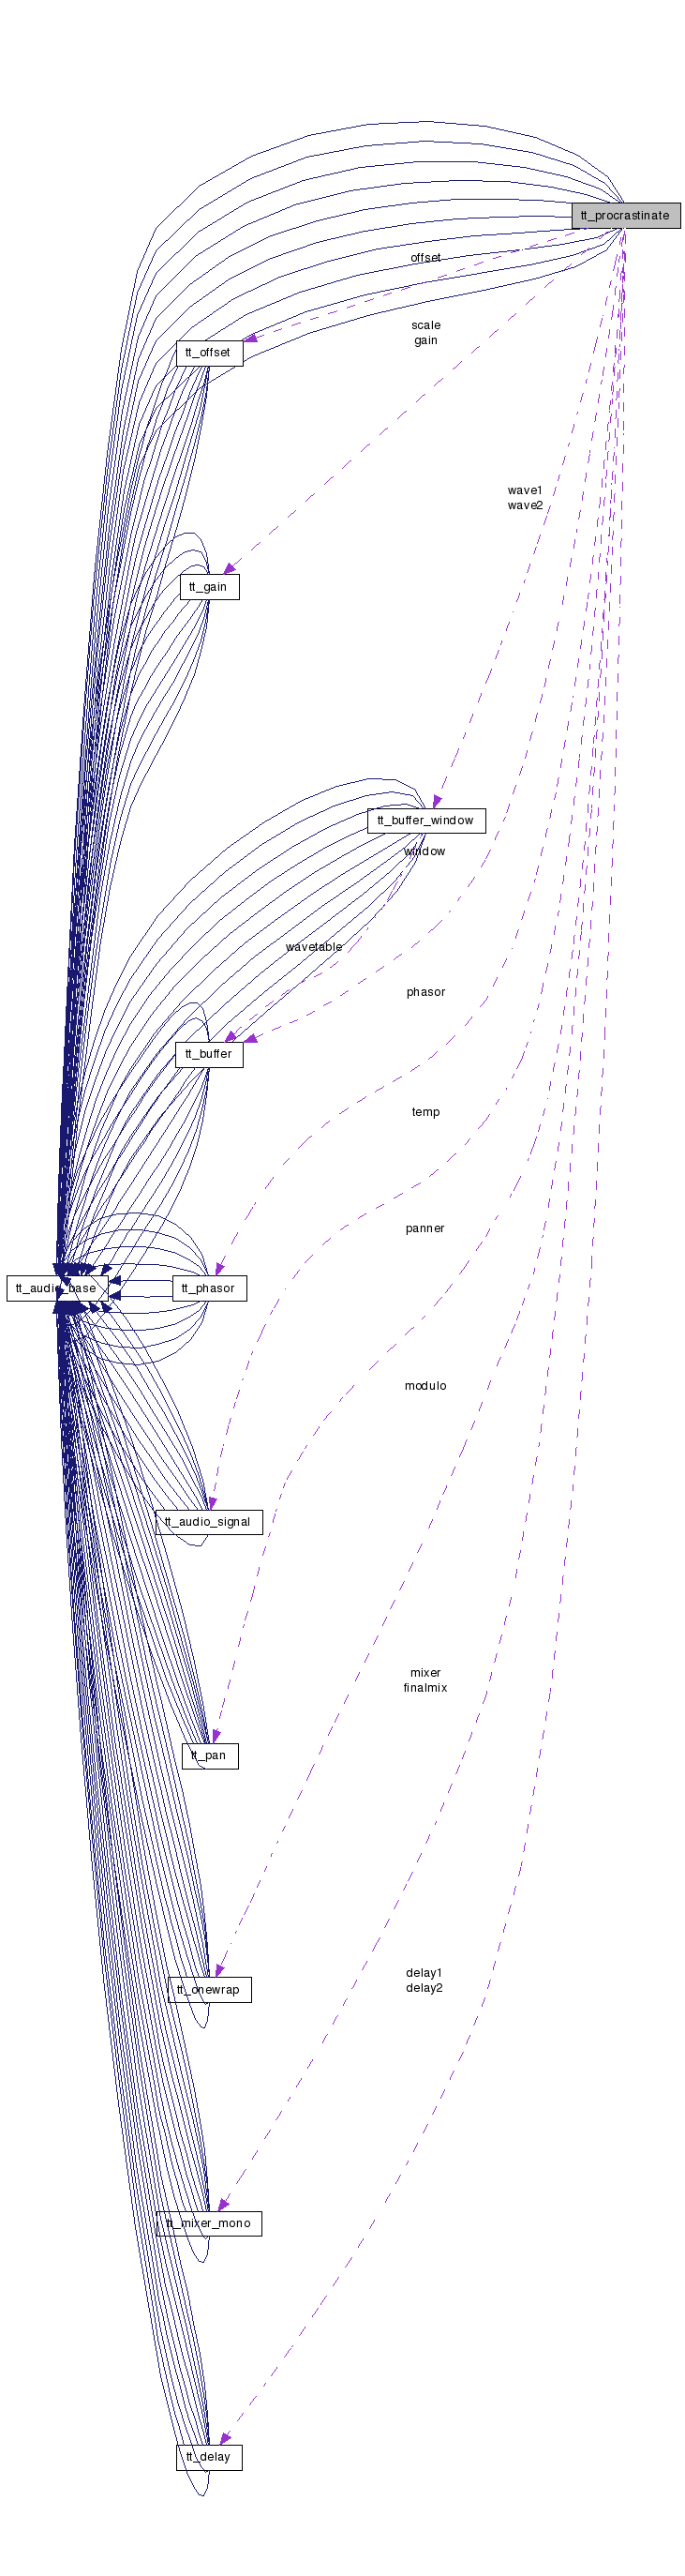 tt_procrastinate
offset
scale
gain
tt_offset
wave1
wave2
tt_gain
tt_buffer_window
window
wavetable
phasor
tt_buffer
temp
panner
tt_audio_base
tt_phasor
modulo
tt_audio_signal
mixer
finalmix
tt_pan
delay1
delay2
tt_onewrap
tt_mixer_mono
tt_delay